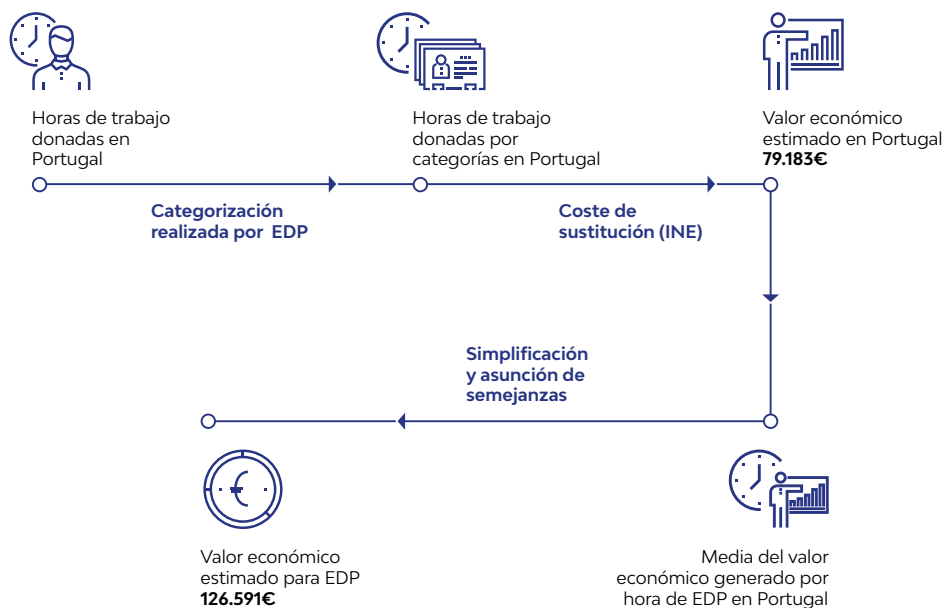 Horas de trabajo
donadas en
Portugal
Horas de trabajo
donadas por
categorías en Portugal
Valor económico
estimado en Portugal
79.183€
Categorización
realizada por EDP
Coste de
sustitución (INE)
Simplificación
y asunción de
semejanzas
Valor económico
estimado para EDP
126.591€
Media del valor
económico generado por
hora de EDP en Portugal